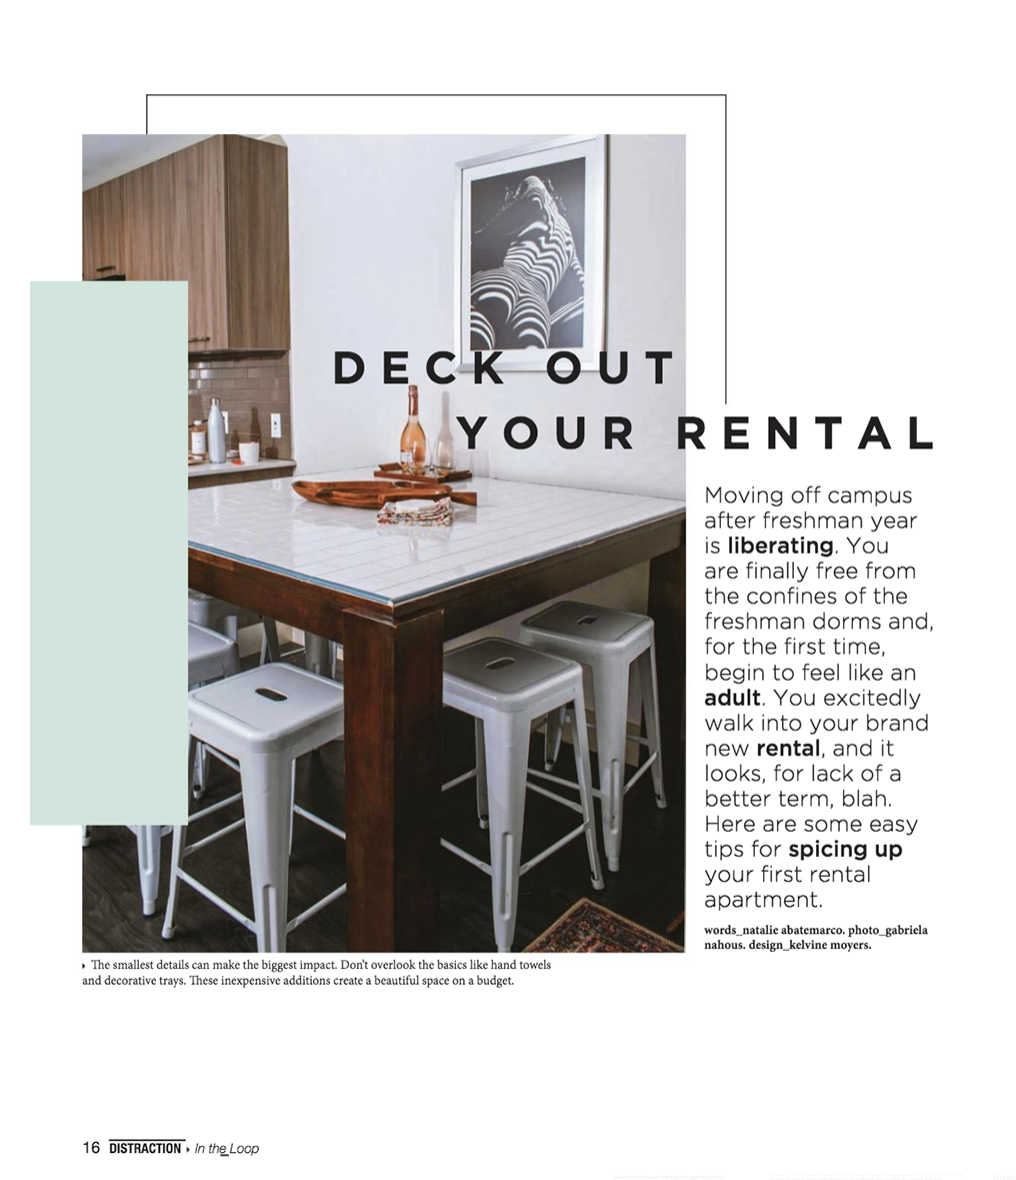 DECK OUT
YOUR RENTAL
Moving off campus
after freshman year
is liberating. You
are finally free from
the confines of the
freshman dorms and,
for the first time,
begin to feel like an
adult. You excitedly
walk into your brand
new rental, and it
looks, for lack of a
better term, blah.
Here are some easy
tips for spicing up
your first rental
apartment.
words_natalie abatemarco. photo_gabriela
nahous. design_kelvine moyers.
The smallest details can make the biggest impact. Don't overlook the basics like hand towels
and decorative trays. These inexpensive additions create a beautiful space on a budget.
16 DISTRACTION In the Loop